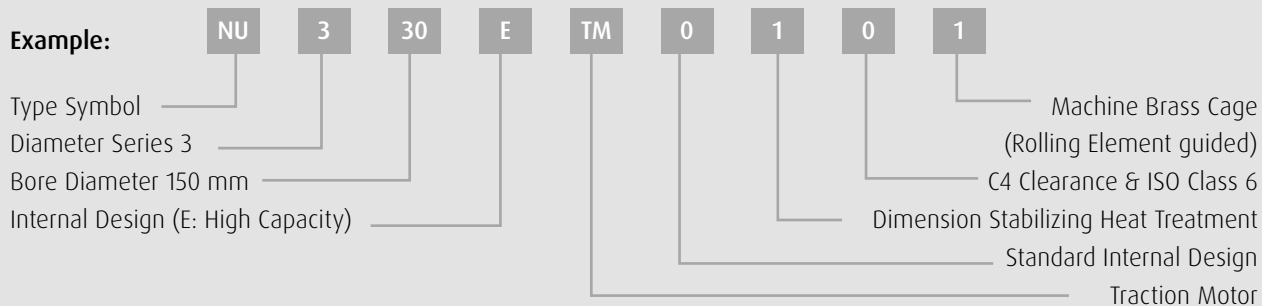 Example: NU 3 30 E TM 0 1 0 1
Type Symbol
Diameter Series 3
Bore Diameter 150 mm
Internal Design (E: High Capacity)
Machine Brass Cage
(Rolling Element guided)
C4 Clearance & ISO Class 6
Dimension Stabilizing Heat Treatment
Standard Internal Design
Traction Motor